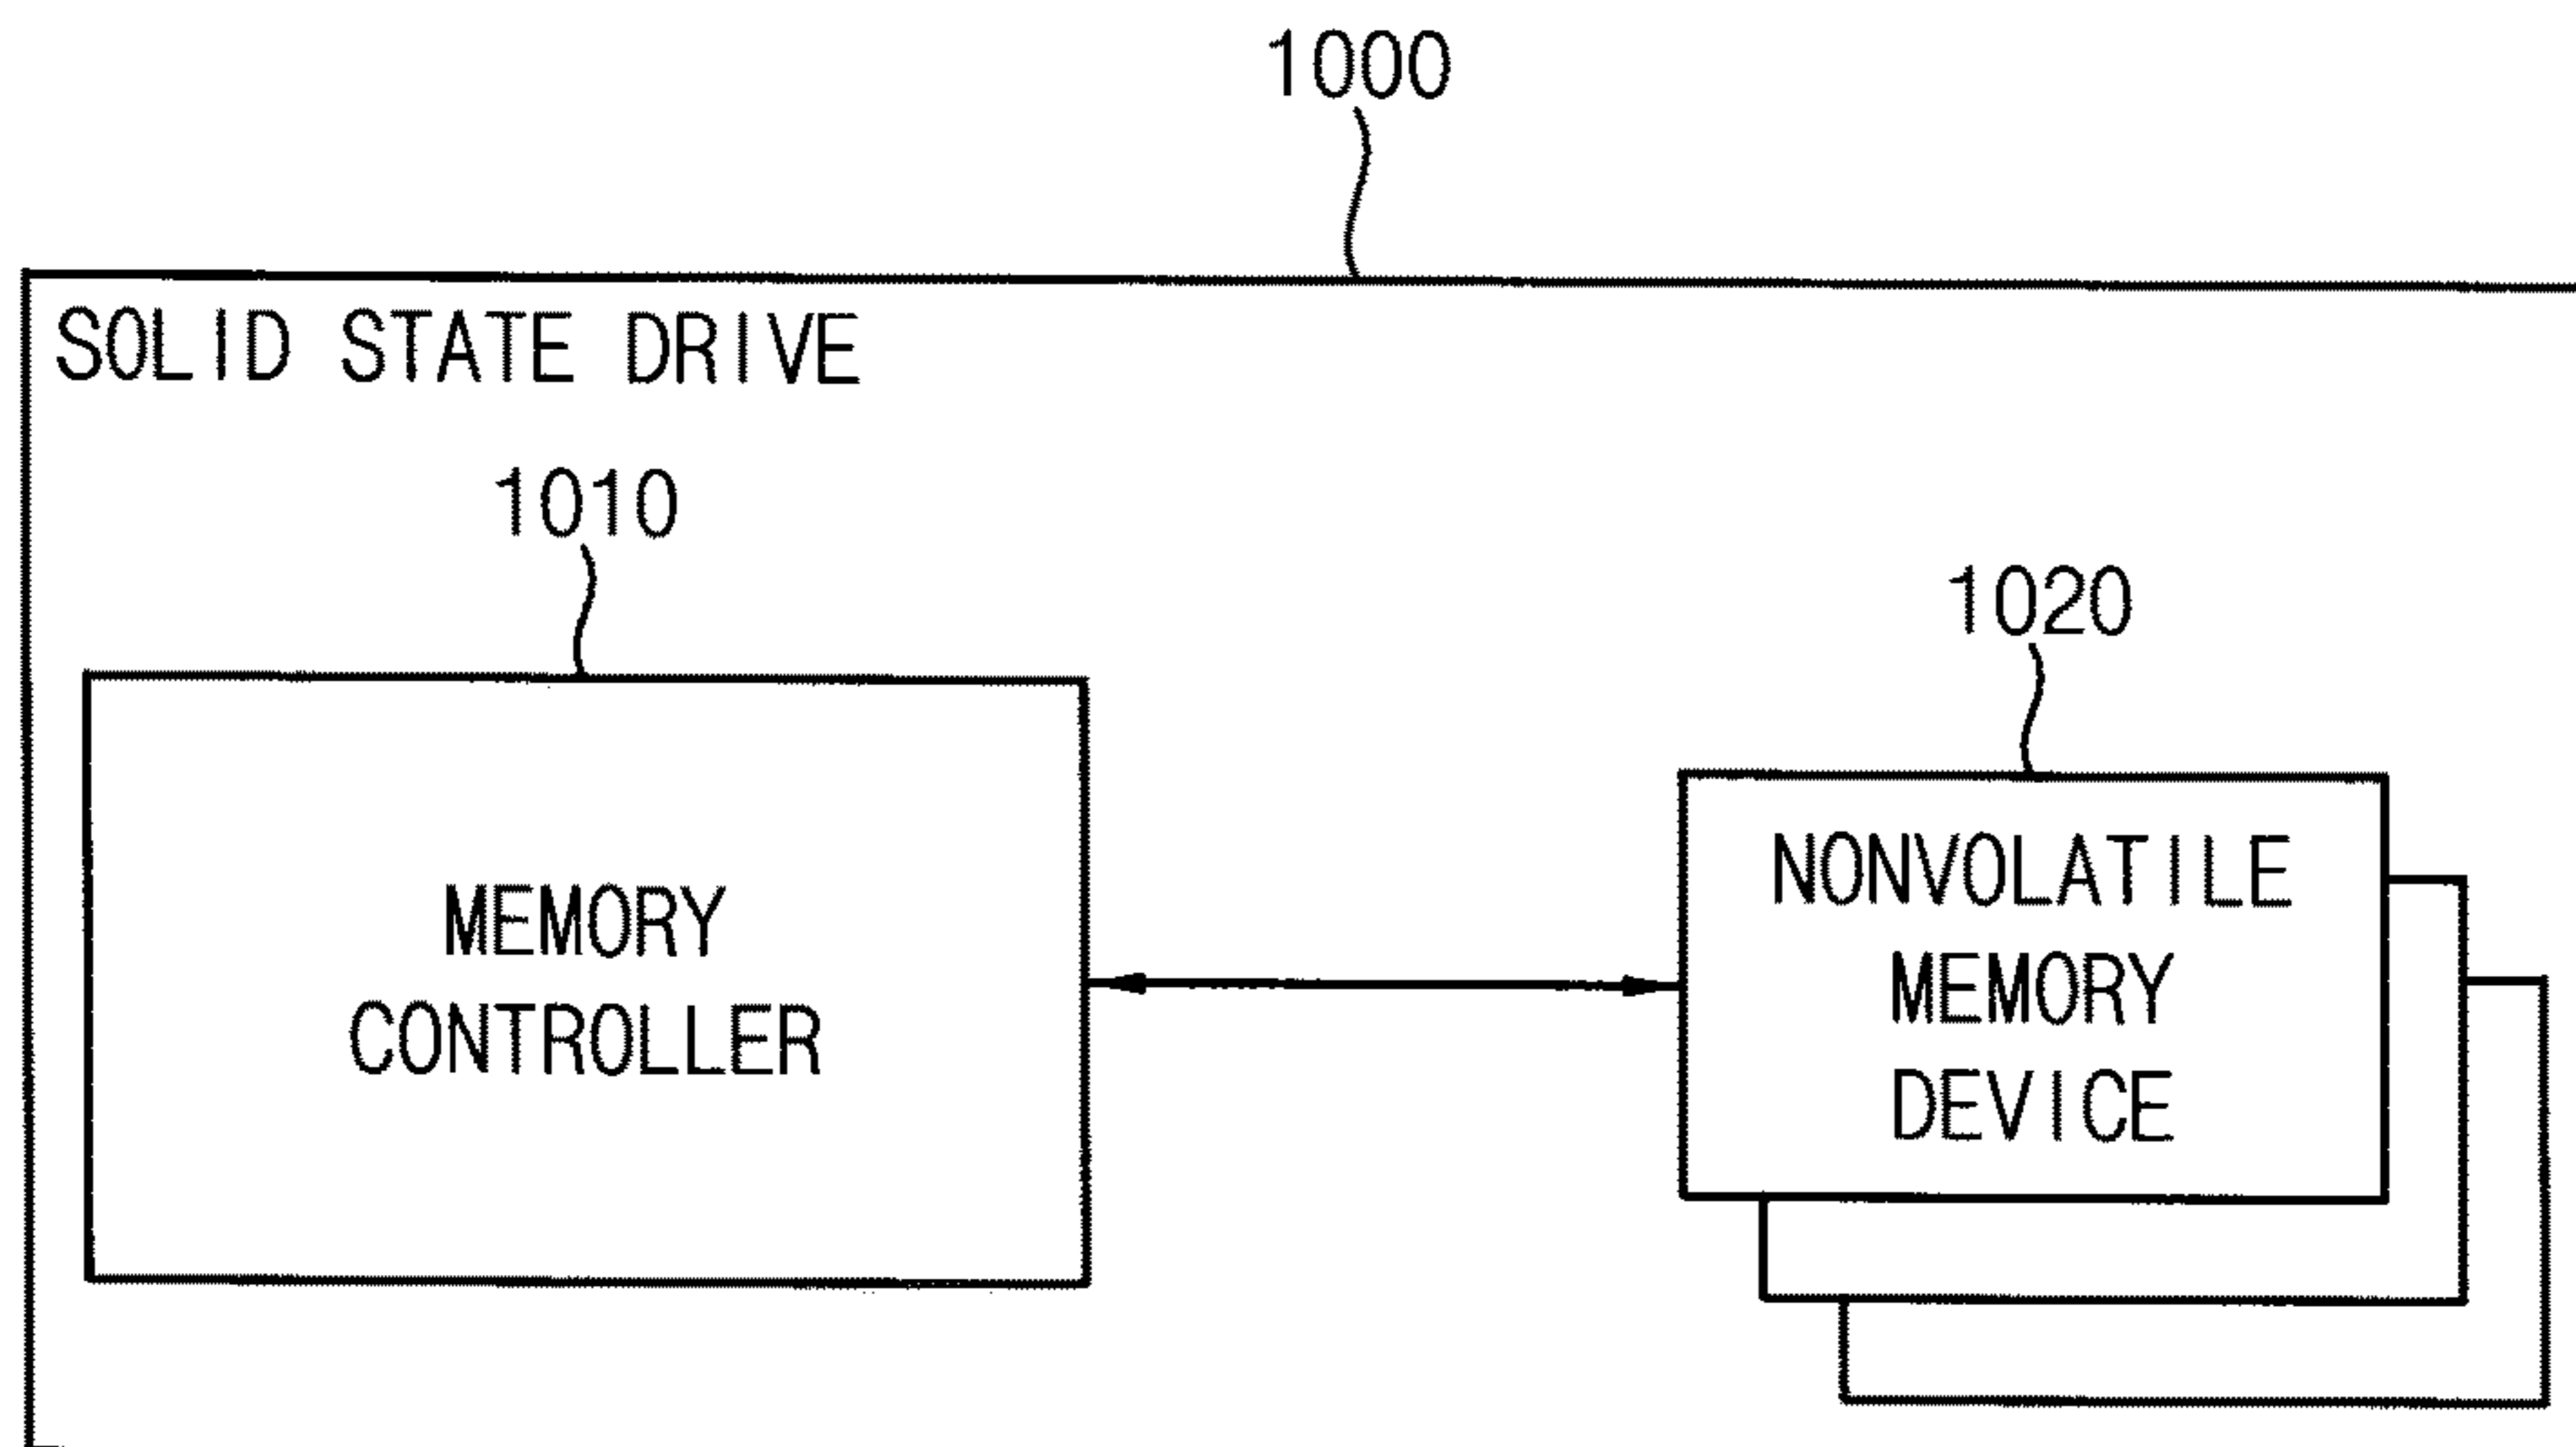 1000
SOLID STATE DRIVE
1010
1020
MEMORY
CONTROLLER
NONVOLATILE
MEMORY
DEVICE